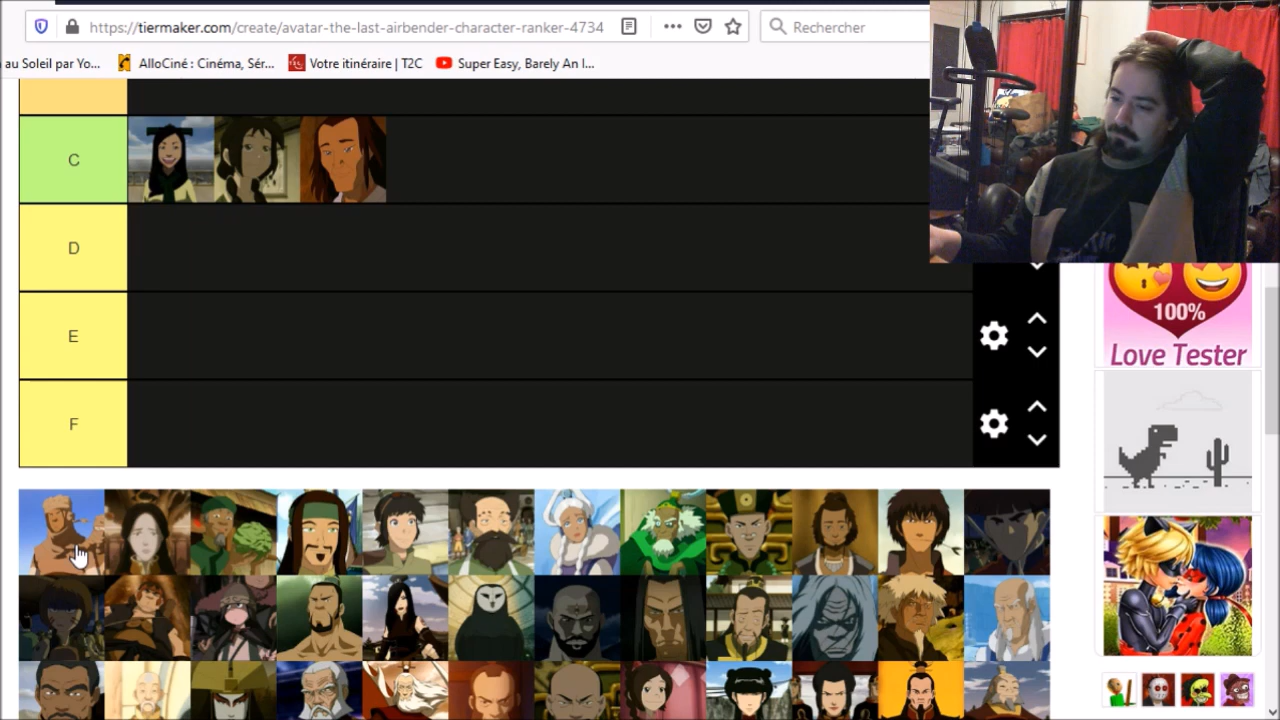 https://tiermaker.com/create/avatar-the-last-airbender-character-ranker-4734
Rechercher
au Soleil par Yo...
AlloCiné : Cinéma, Sér...
Votre itinéraire | T2C
Super Easy, Barely An I...
C
D
E
F
100%
Love Tester